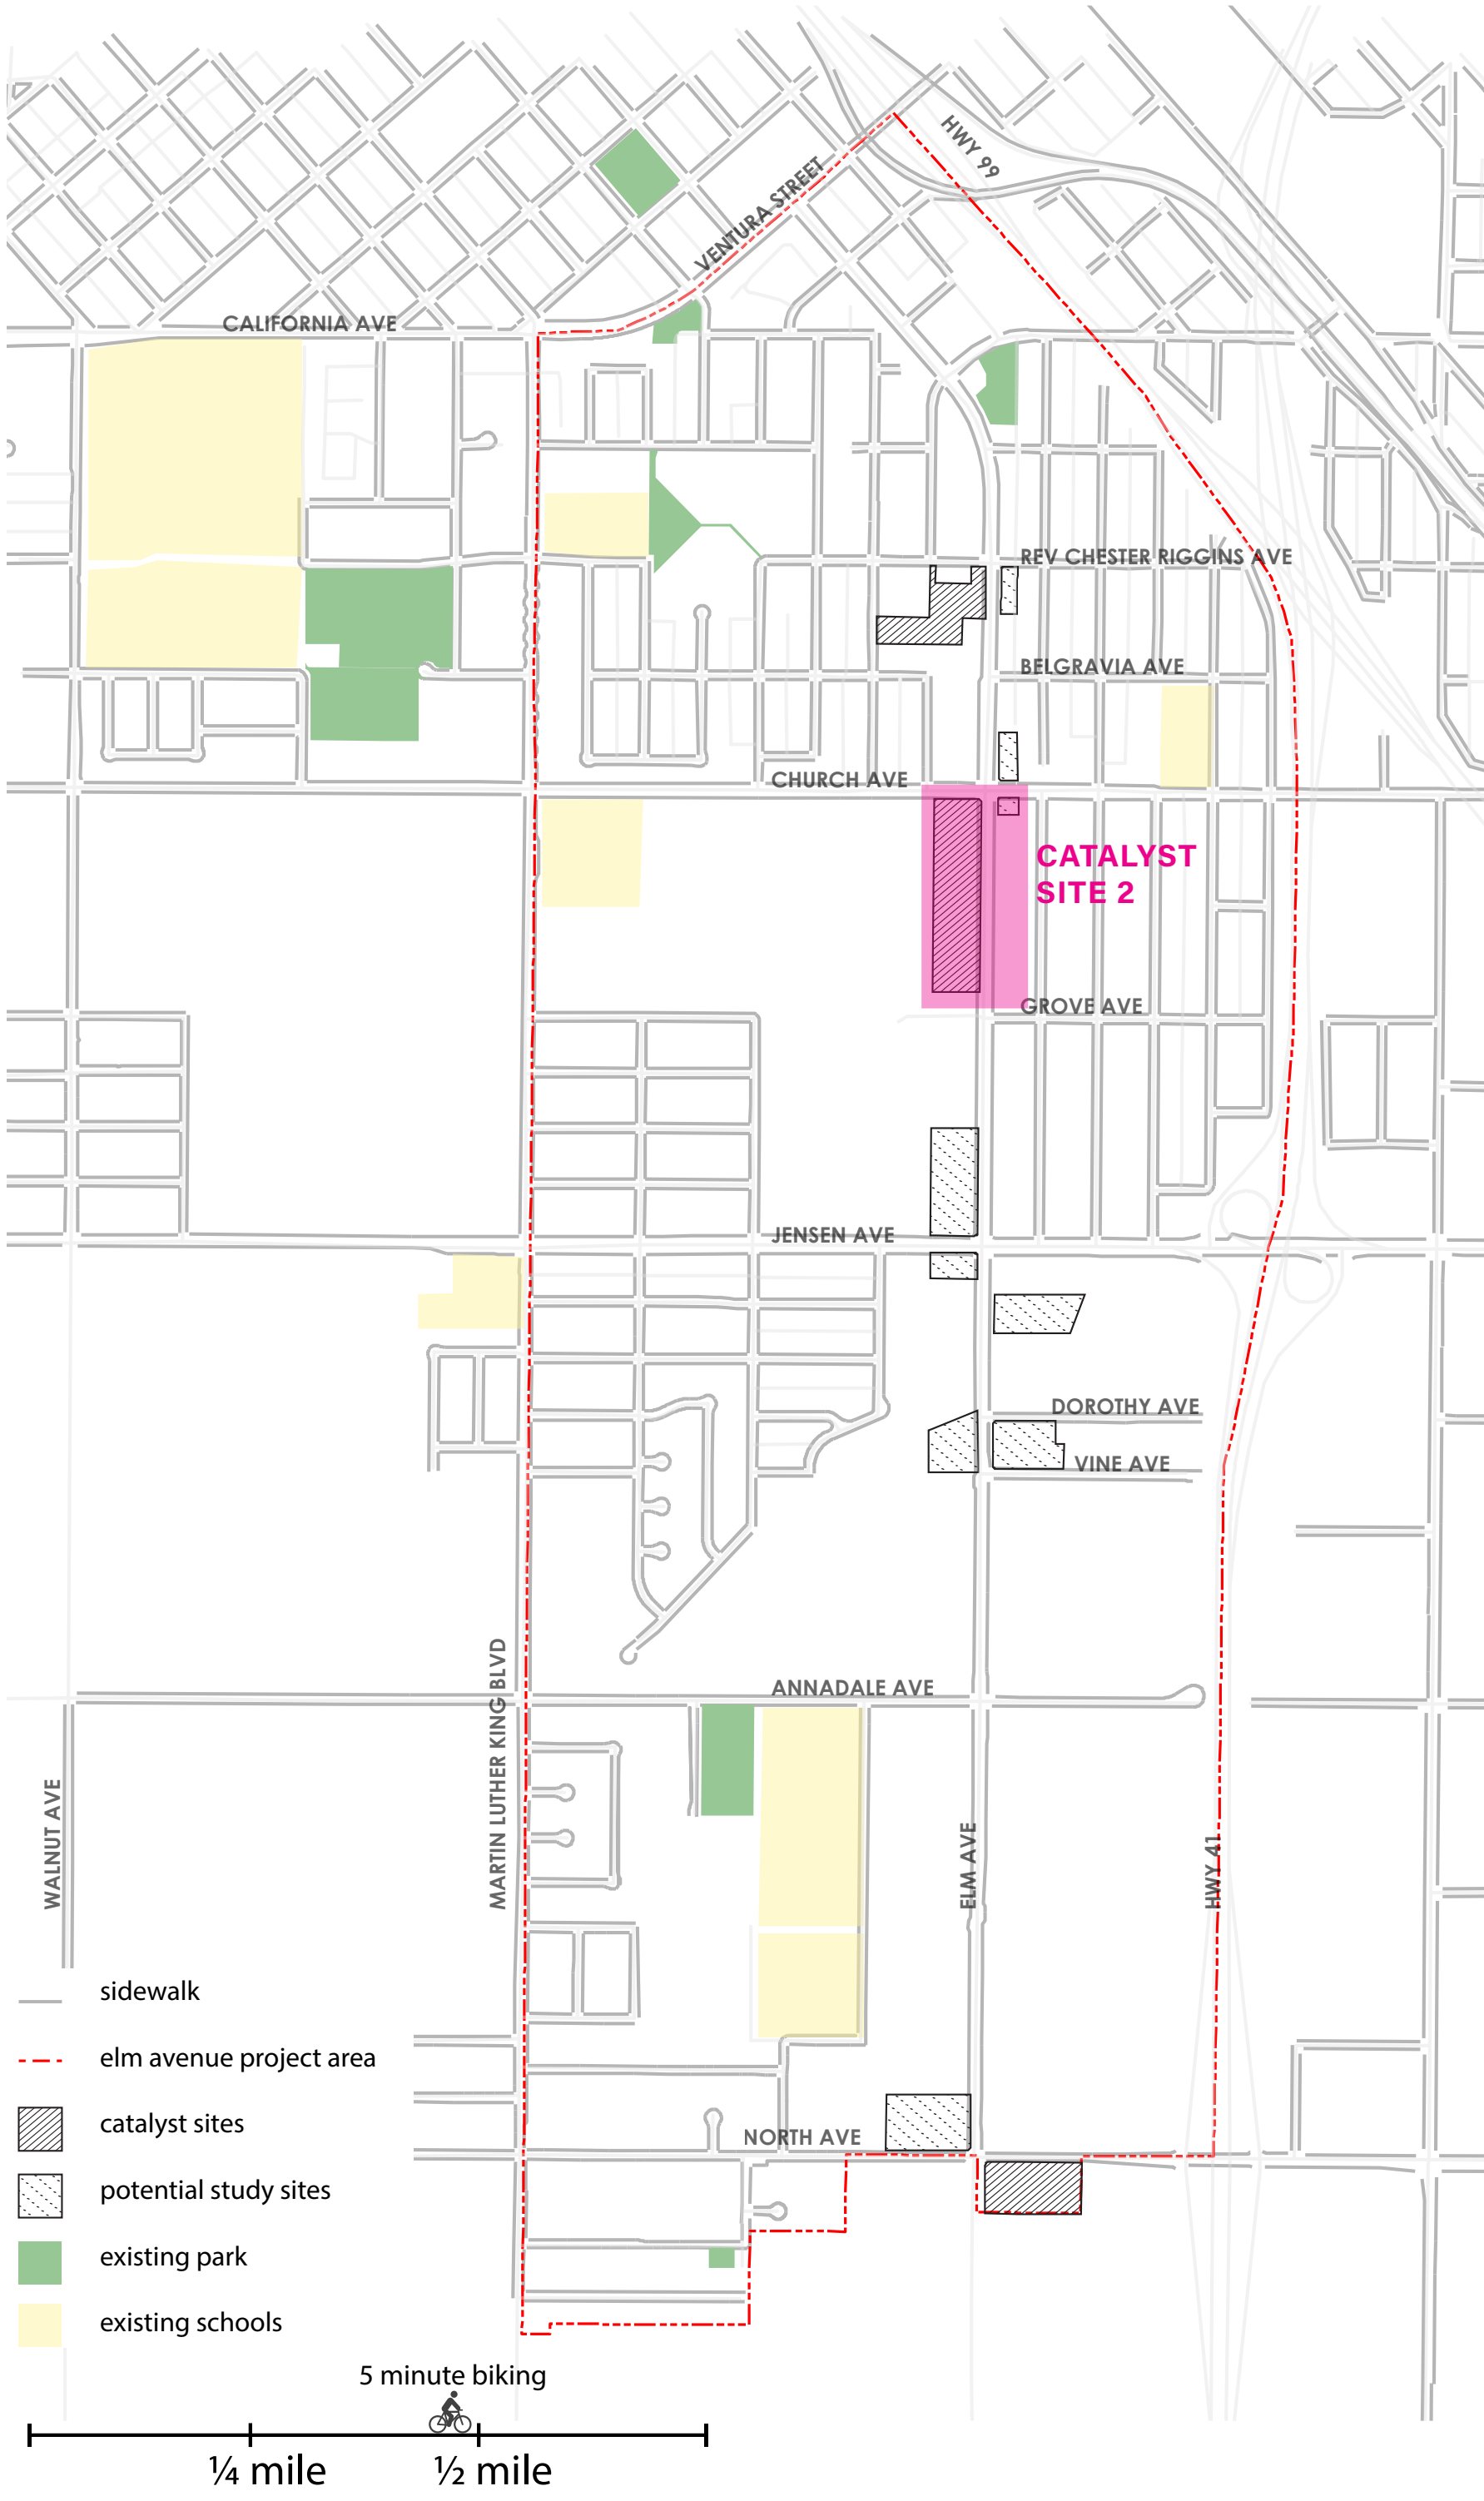 HWY 99
VENTURA STREET
CALIFORNIA AVE
REV CHESTER RIGGINS AVE
BELGRAVIA AVE
CHURCH AVE
CATALYST
SITE 2
GROVE AVE
JENSEN AVE
DOROTHY AVE
VINE AVE
ANNADALE AVE
WALNUT AVE
MARTIN LUTHER KING BLVD
ELM AVE
HWY 41
NORTH AVE
sidewalk
elm avenue project area
catalyst sites
potential study sites
existing park
existing schools
5 minute biking
¼ mile
½ mile